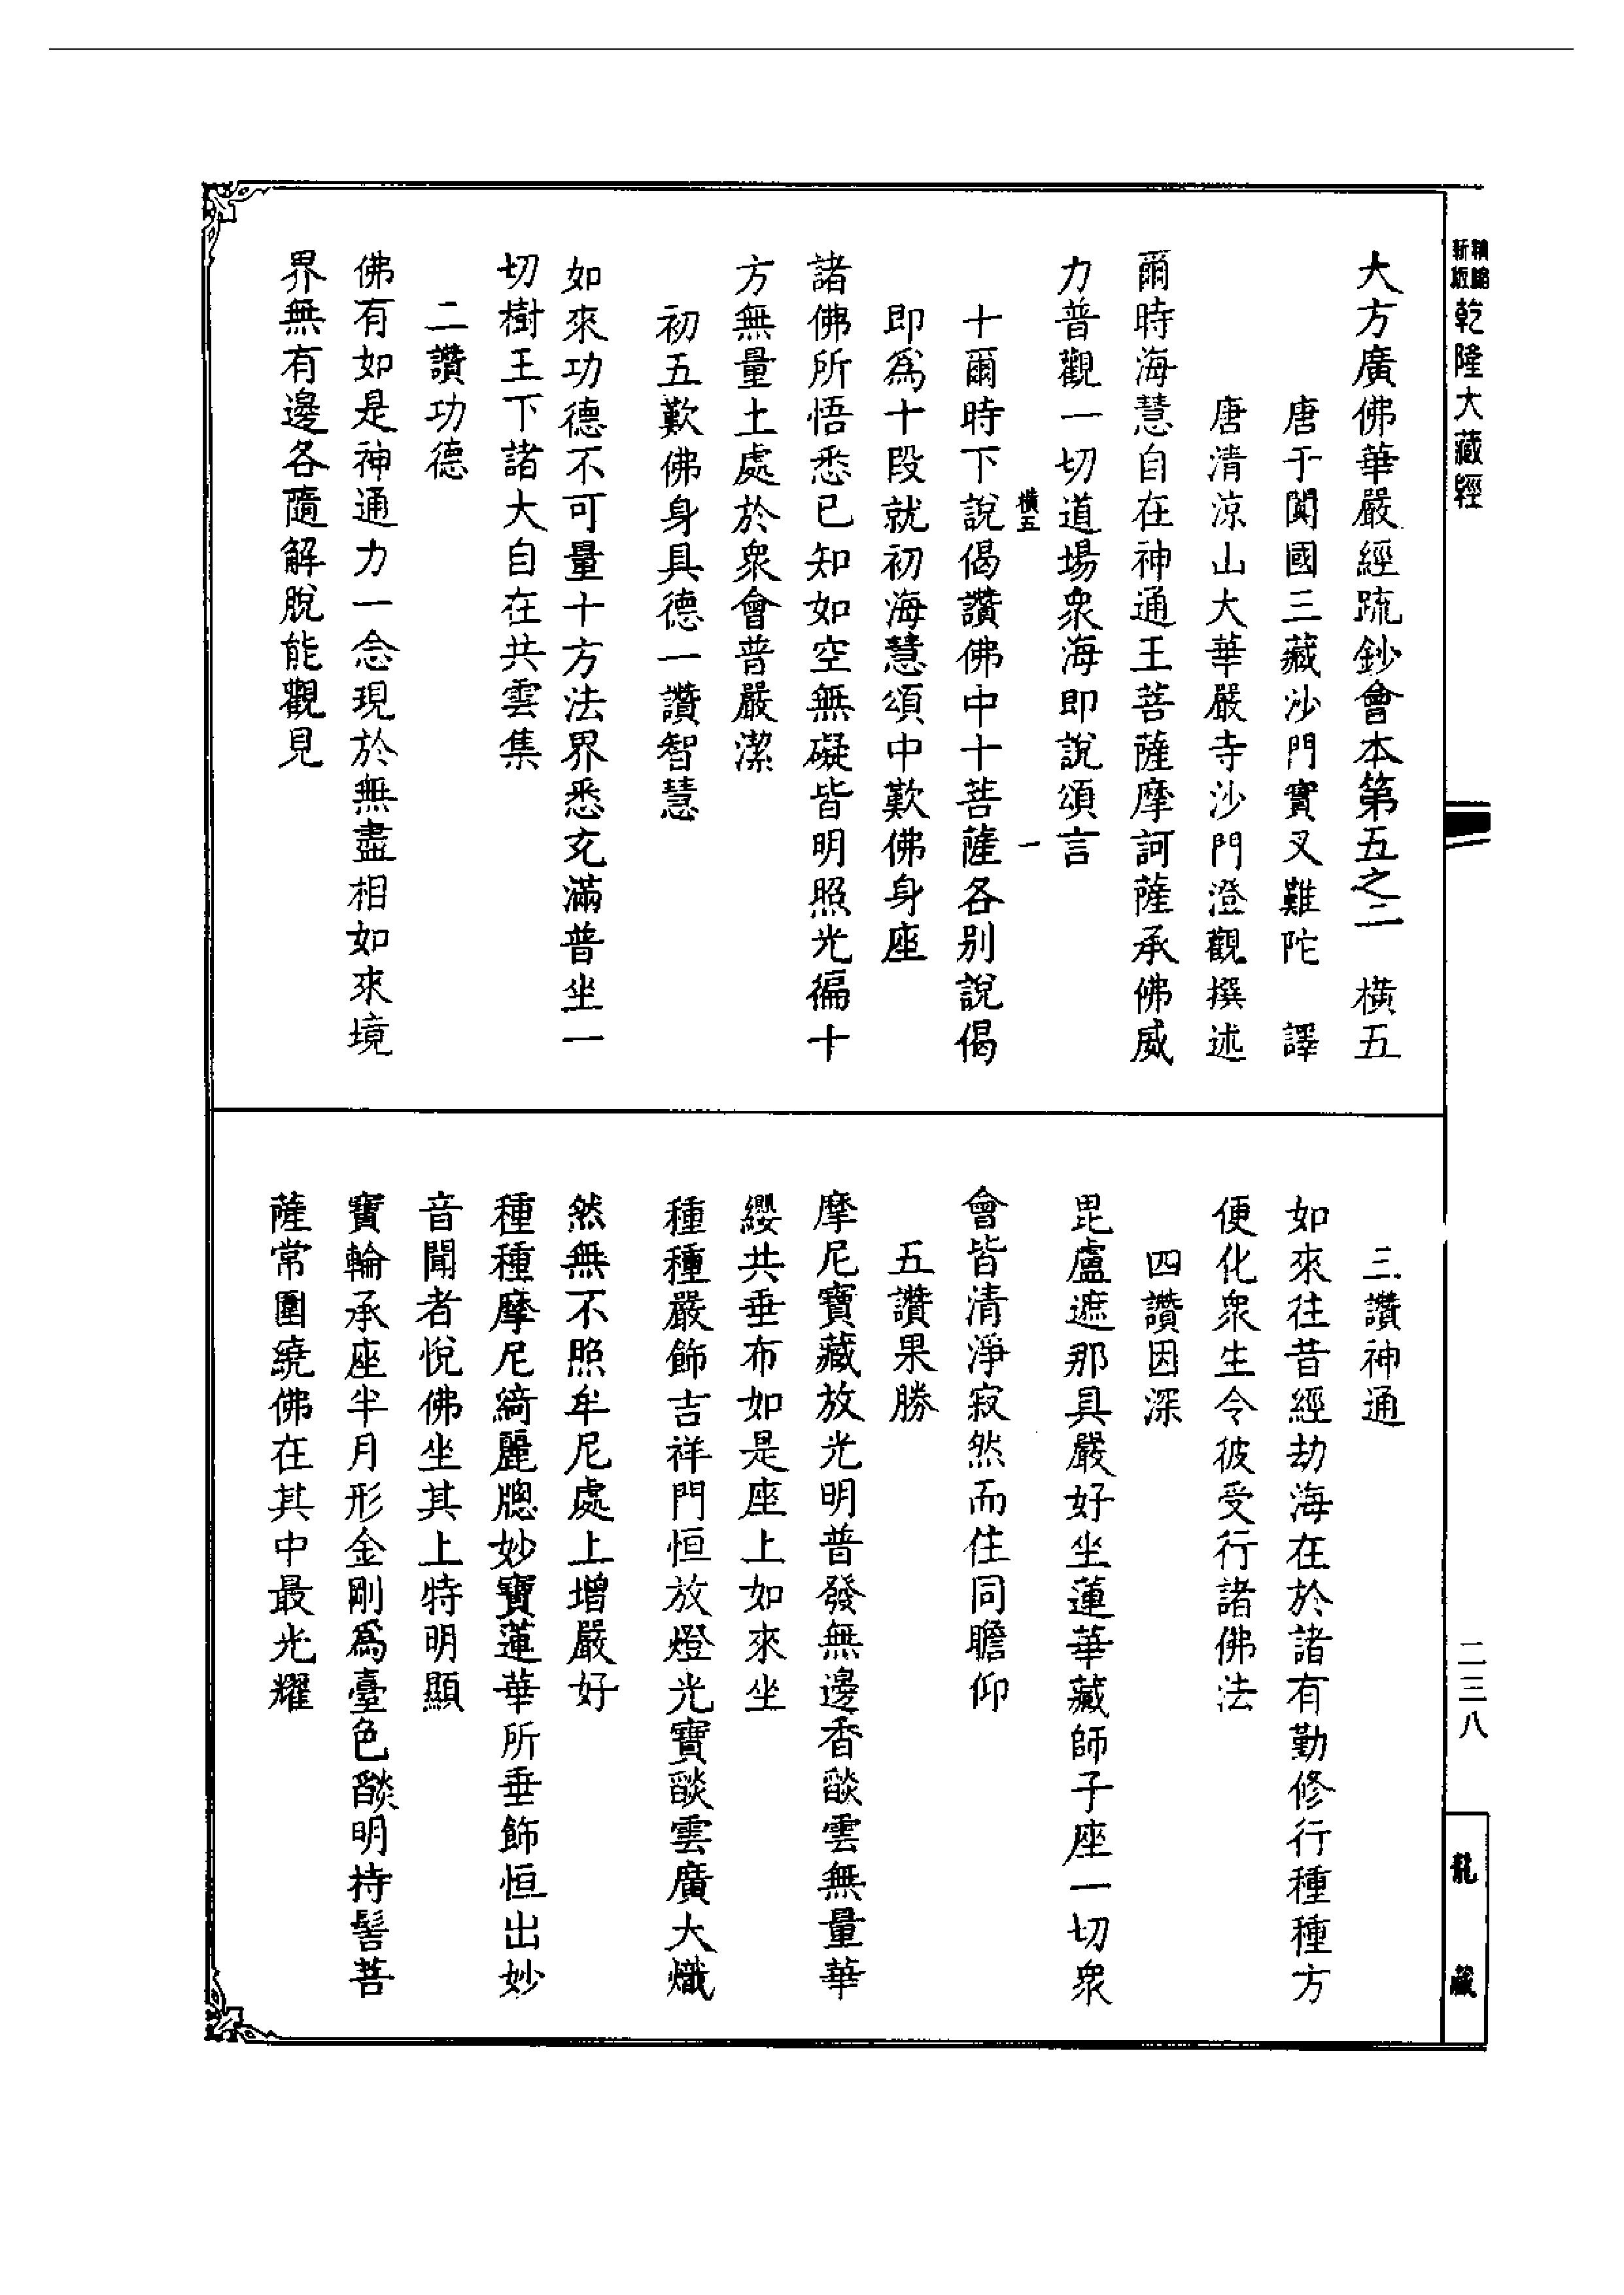 新版精縮乾隆大藏經
大方廣佛華嚴經疏鈔會本第五之二　橫五
唐于闐國三藏沙門實叉難陀　譯
唐清涼山大華嚴寺沙門澄觀撰述
爾時海慧自在神通王菩薩摩訶薩承佛威
力普觀一切道場衆海即說頌言
橫五　一
十爾時下說偈讚佛中十菩薩各別說偈
即爲十段就初海慧頌中歎佛身座
諸佛所悟悉已知如空無礙皆明照光徧十
方無量土處於衆會普嚴潔
初五歎佛身具德一讚智慧
如來功德不可量十方法界悉充滿普坐一
切樹王下諸大自在共雲集
二讚功德
佛有如是神通力一念現於無盡相如來境
界無有邊各隨解脫能觀見
三讚神通
如來往昔經劫海在於諸有勤修行種種方
便化衆生令彼受行諸佛法
四讚因深
毘盧遮那具嚴好坐蓮華藏師子座一切衆
會皆清淨寂然而住同瞻仰
五讚果勝
摩尼寶藏放光明普發無邊香燄雲無量華
纓共垂布如是座上如來坐
種種嚴飾吉祥門恒放燈光寶燄雲廣大熾
然無不照牟尼處上增嚴好
種種摩尼綺麗牕妙寶蓮華所垂飾恒出妙
音聞者悅佛坐其上特明顯
寶輪承座半月形金剛爲臺色燄明持髻菩
薩常圍繞佛在其中最光耀
二三八
龍藏